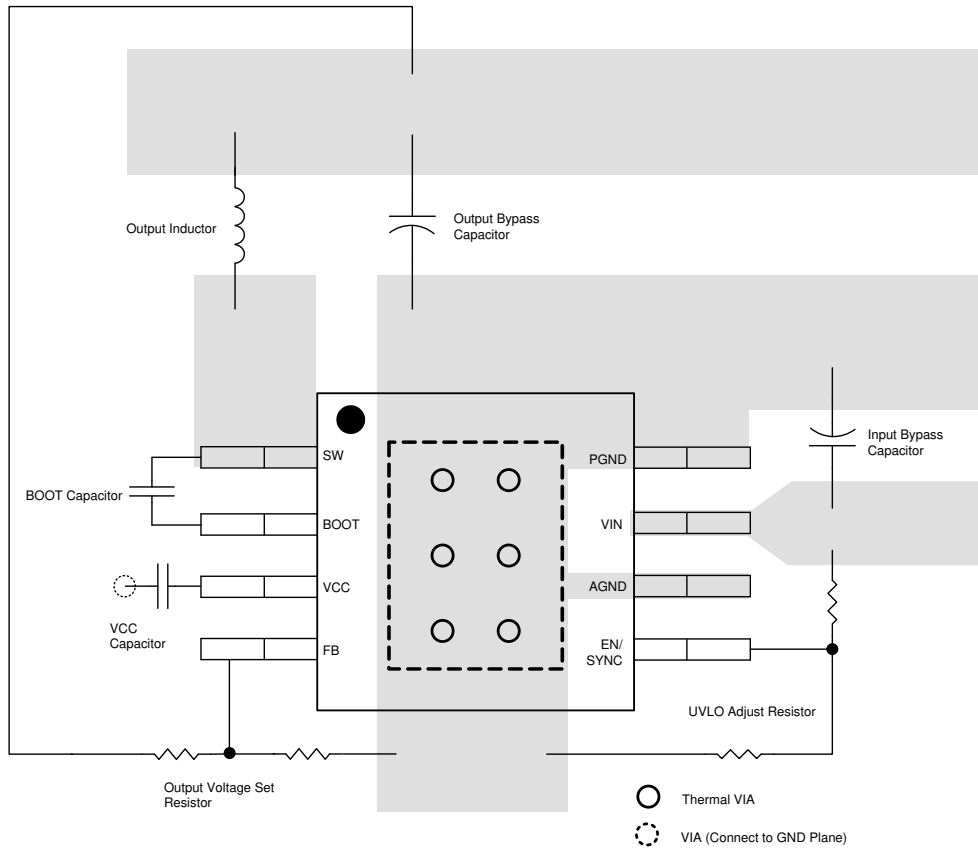 Output Inductor
Output Bypass
Capacitor
Input Bypass
Capacitor
SW
PGND
BOOT Capacitor
BOOT
VIN
VCC
AGND
VCC
Capacitor
FB
EN/
SYNC
UVLO Adjust Resistor
Output Voltage Set
Resistor
Thermal VIA
VIA (Connect to GND Plane)